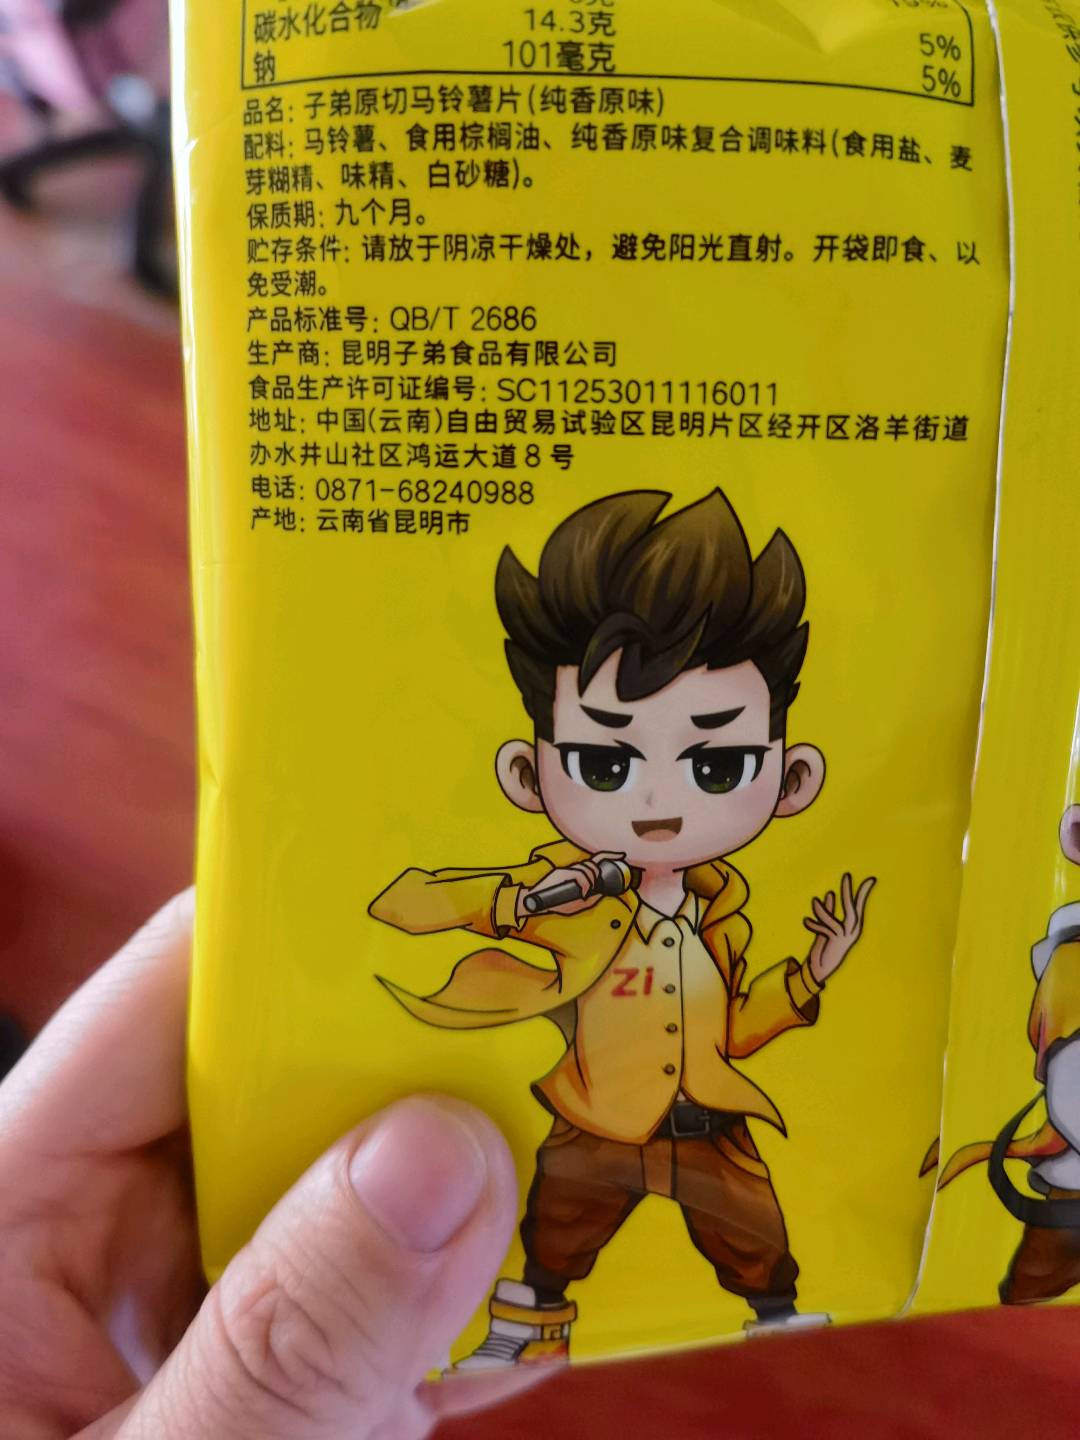 碳水化合物 14.3克 5%
钠 101毫克 5%
品名: 子弟原切马铃薯片(纯香原味)
配料: 马铃薯、食用棕榈油、纯香原味复合调味料(食用盐、麦
芽糊精、味精、白砂糖)。
保质期: 九个月。
贮存条件: 请放于阴凉干燥处，避免阳光直射。开袋即食、以
免受潮。
产品标准号: QB/T 2686
生产商: 昆明子弟食品有限公司
食品生产许可证编号: SC11253011116011
地址: 中国(云南)自由贸易试验区昆明片区经开区洛羊街道
办水井山社区鸿运大道8号
电话: 0871-68240988
产地: 云南省昆明市
Zi